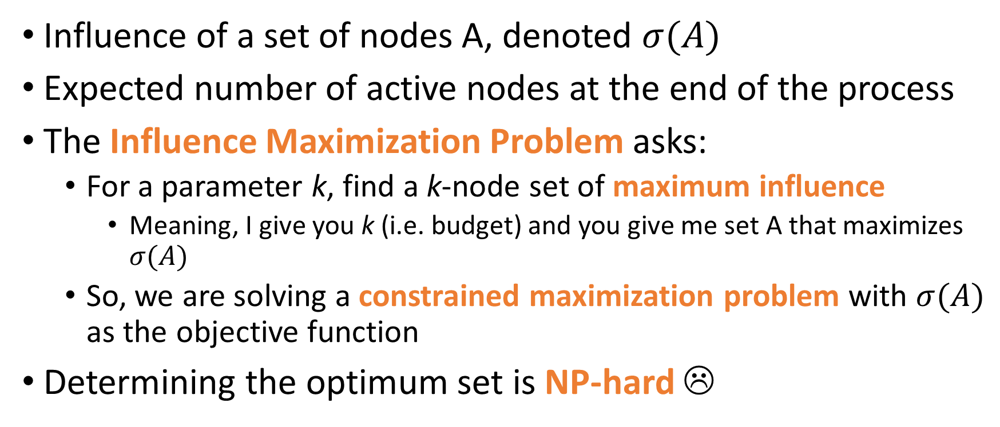 • Influence of a set of nodes A, denoted 𝜎(𝐴)
• Expected number of active nodes at the end of the process
• The Influence Maximization Problem asks:
• For a parameter k, find a k-node set of maximum influence
• Meaning, I give you k (i.e. budget) and you give me set A that maximizes
𝜎(𝐴)
• So, we are solving a constrained maximization problem with 𝜎(𝐴)
as the objective function
• Determining the optimum set is NP-hard ☹